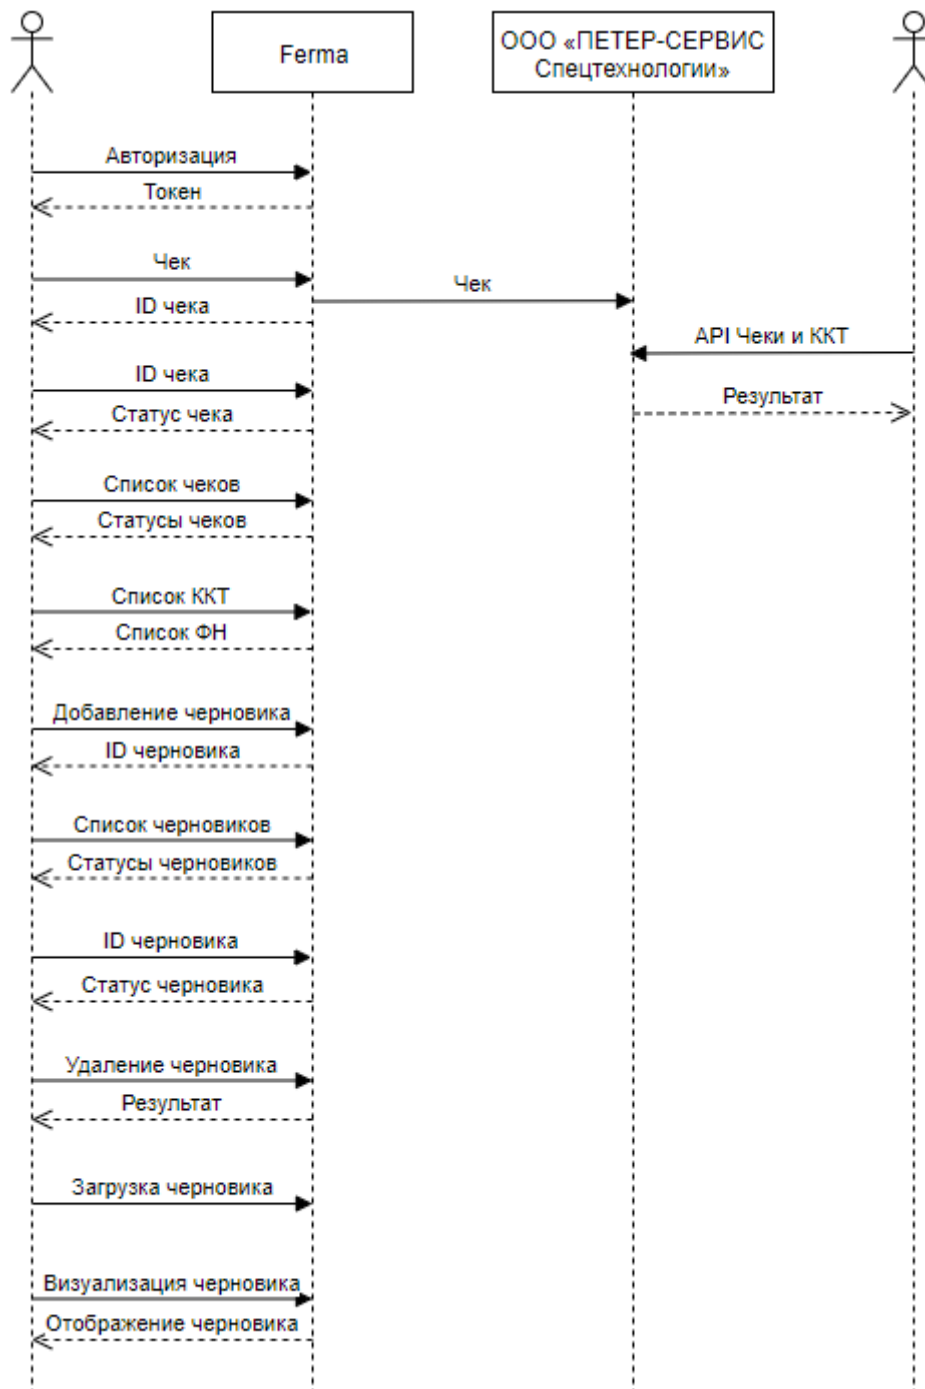 Ferma
ООО «ПЕТЕР-СЕРВИС
Спецтехнологии»
Авторизация
Токен
Чек
Чек
ID чека
API Чеки и ККТ
ID чека
Результат
Статус чека
Список чеков
Статусы чеков
Список ККТ
Список ФН
Добавление черновика
ID черновика
Список черновиков
Статусы черновиков
ID черновика
Статус черновика
Удаление черновика
Результат
Загрузка черновика
Визуализация черновика
Отображение черновика